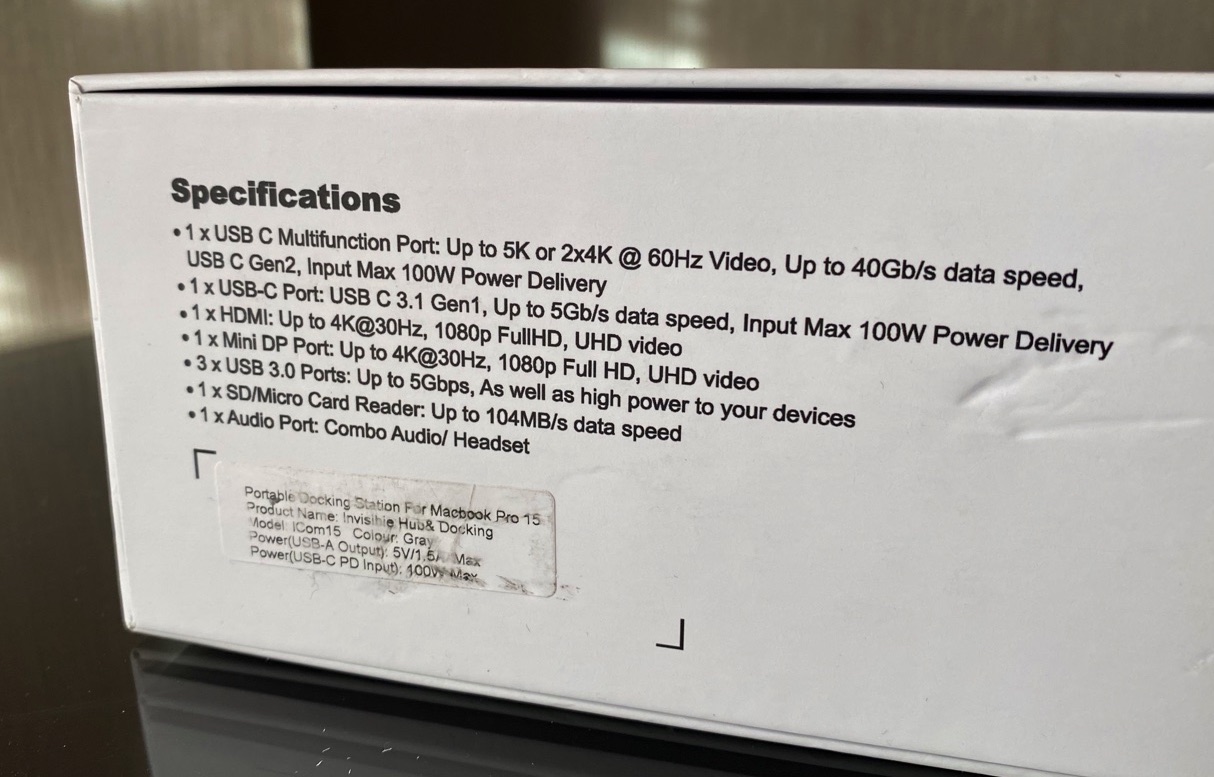 Specifications
•1 x USB C Multifunction Port: Up to 5K or 2x4K @ 60Hz Video, Up to 40Gb/s data speed,
USB C Gen2, Input Max 100W Power Delivery
•1 x USB-C Port: USB C 3.1 Gen1, Up to 5Gb/s data speed, Input Max 100W Power Delivery
•1 x HDMI: Up to 4K@30Hz, 1080p FullHD, UHD video
•1 x Mini DP Port: Up to 4K@30Hz, 1080p Full HD, UHD video
•3 x USB 3.0 Ports: Up to 5Gbps, As well as high power to your devices
•1 x SD/Micro Card Reader: Up to 104MB/s data speed
•1 x Audio Port: Combo Audio/ Headset
Portable Docking Station For Macbook Pro 15
Product Name: Invisihie Hub& Docking
Model: ICom15 Colour: Gray
Power(USB-A Output): 5V/1.5A Max
Power(USB-C PD Input): 100W Max